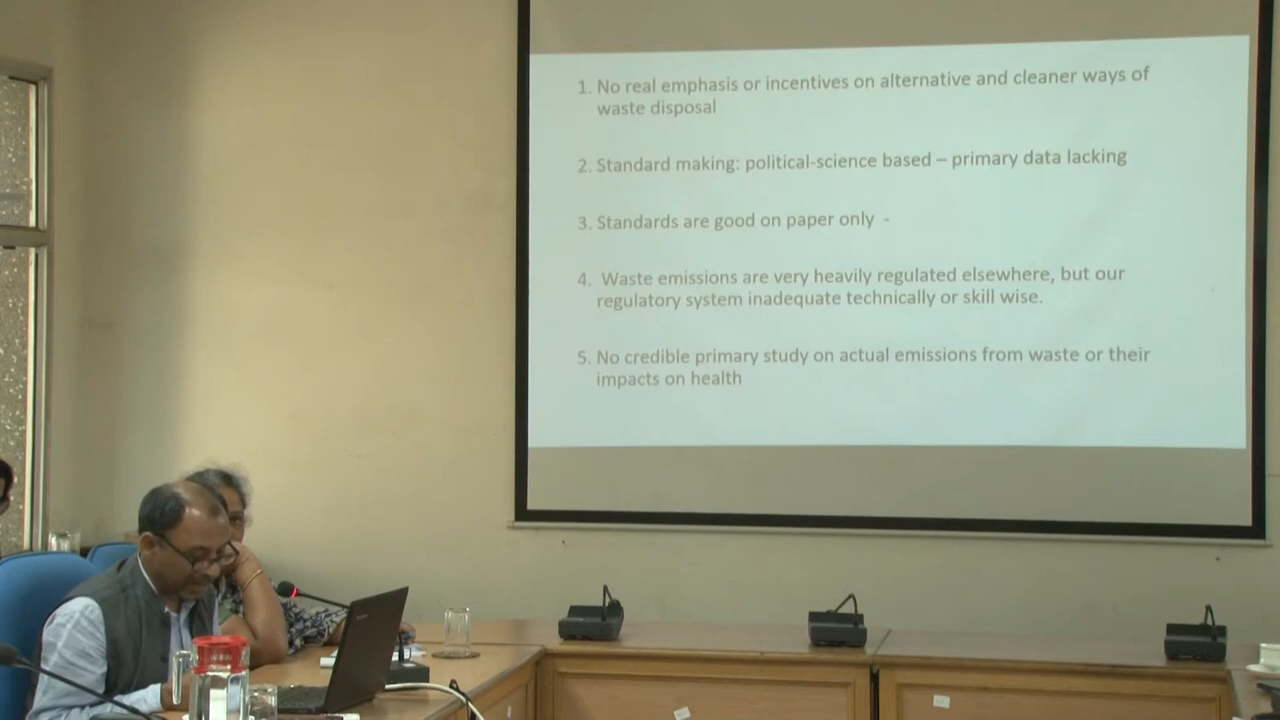 1. No real emphasis or incentives on alternative and cleaner ways of
waste disposal
2. Standard making: political-science based – primary data lacking
3. Standards are good on paper only -
4. Waste emissions are very heavily regulated elsewhere, but our
regulatory system inadequate technically or skill wise.
5. No credible primary study on actual emissions from waste or their
impacts on health